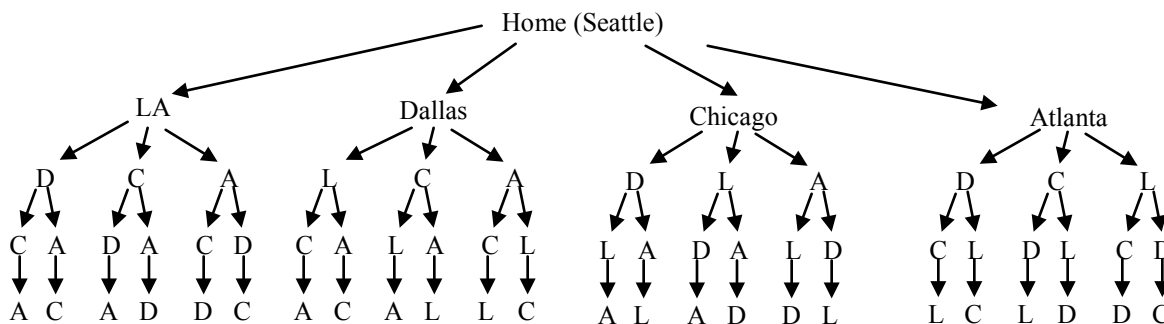 Home (Seattle)
LA Dallas Chicago Atlanta
D C A L C A D L A D C L
C A D A C D C A L A C L L A D A L D C L D L C D
A C A D D C A C A L L C A L A D D L L C L D D C